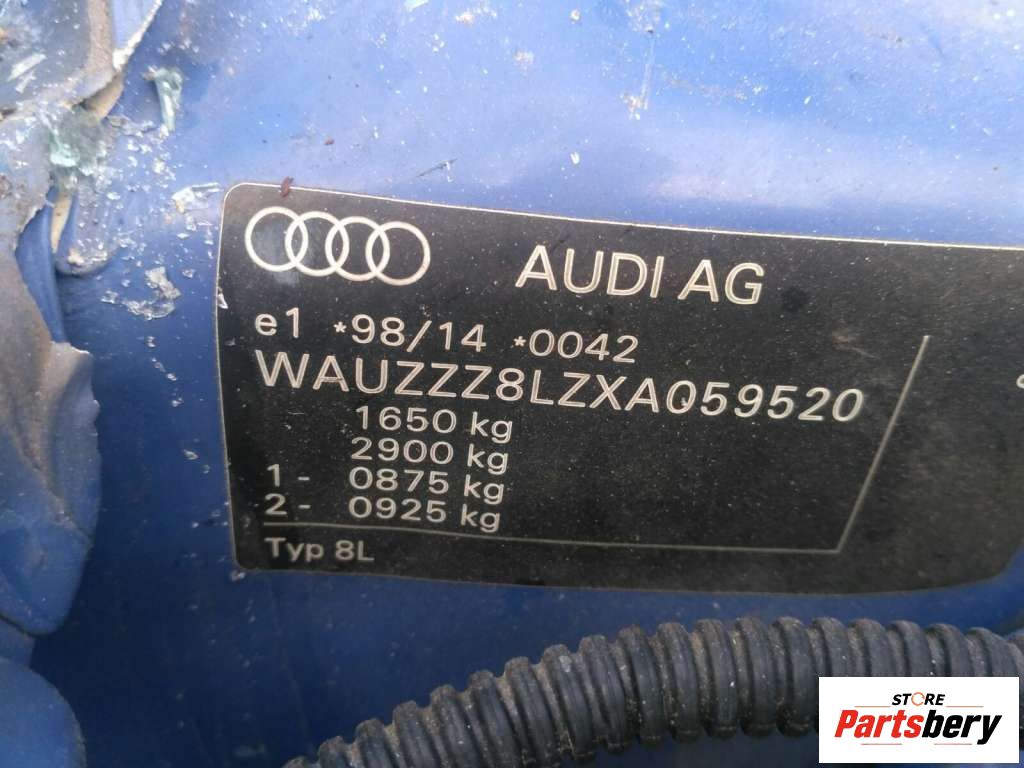 AUDI AG
e1 *98/14 *0042
WAUZZZ8LZXA059520
1650 kg
2900 kg
1- 0875 kg
2- 0925 kg
Typ 8L
STORE
Partsbery